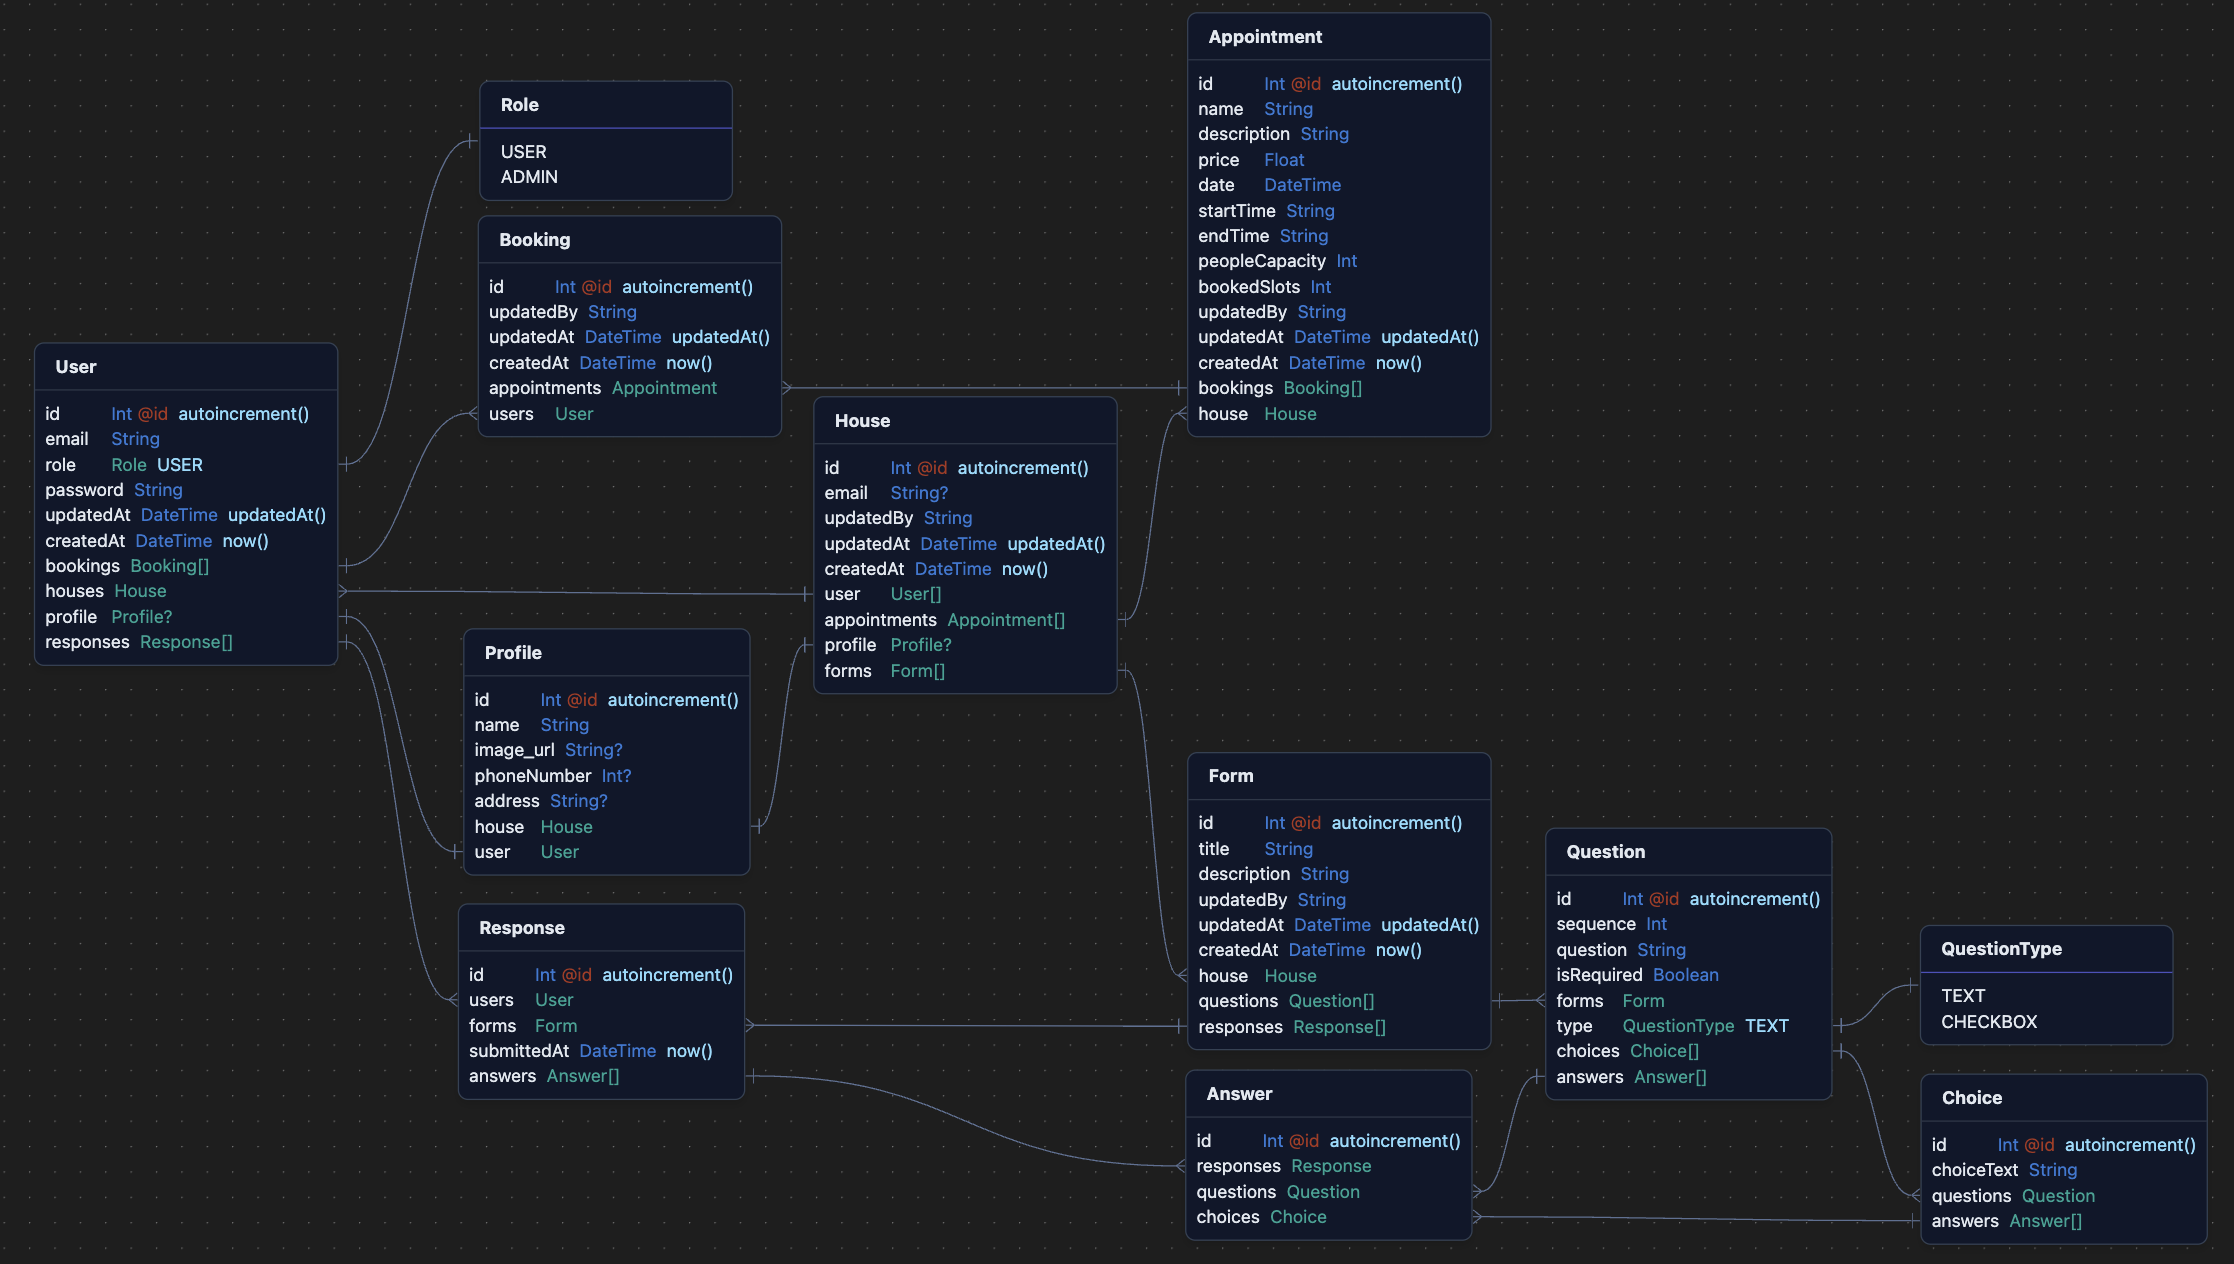 Appointment
id Int @id autoincrement()
name String
description String
price Float
date DateTime
startTime String
endTime String
peopleCapacity Int
bookedSlots Int
updatedBy String
updatedAt DateTime updatedAt()
createdAt DateTime now()
bookings Booking[]
house House
Role
USER
ADMIN
Booking
id Int @id autoincrement()
updatedBy String
updatedAt DateTime updatedAt()
createdAt DateTime now()
appointments Appointment
users User
User
id Int @id autoincrement()
email String
role Role USER
password String
updatedAt DateTime updatedAt()
createdAt DateTime now()
bookings Booking[]
houses House
profile Profile?
responses Response[]
House
id Int @id autoincrement()
email String?
updatedBy String
updatedAt DateTime updatedAt()
createdAt DateTime now()
user User[]
appointments Appointment[]
profile Profile?
forms Form[]
Profile
id Int @id autoincrement()
name String
image_url String?
phoneNumber Int?
address String?
house House
user User
Form
id Int @id autoincrement()
title String
description String
updatedBy String
updatedAt DateTime updatedAt()
createdAt DateTime now()
house House
questions Question[]
responses Response[]
Question
id Int @id autoincrement()
sequence Int
question String
isRequired Boolean
forms Form
type QuestionType TEXT
choices Choice[]
answers Answer[]
Response
id Int @id autoincrement()
users User
forms Form
submittedAt DateTime now()
answers Answer[]
QuestionType
TEXT
CHECKBOX
Answer
id Int @id autoincrement()
responses Response
questions Question
choices Choice
Choice
id Int @id autoincrement()
choiceText String
questions Question
answers Answer[]